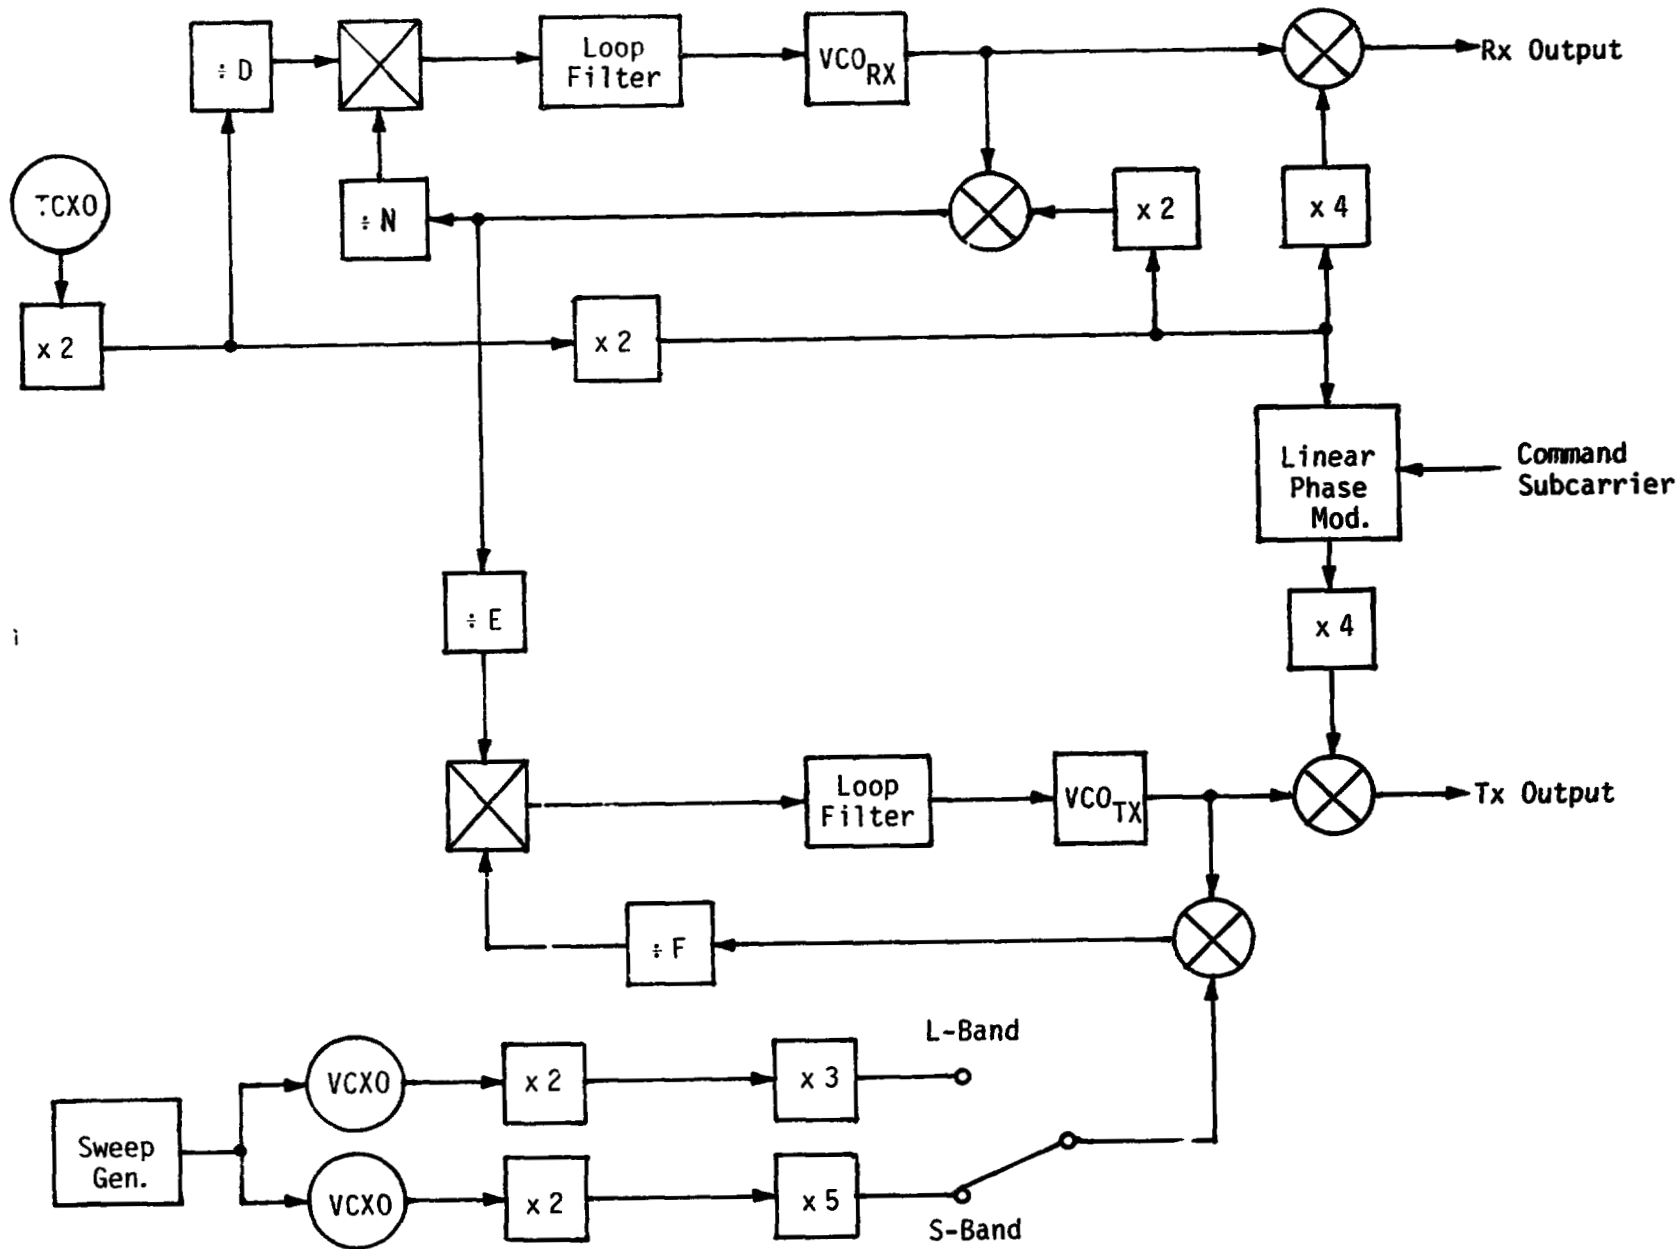 ÷ D
Loop
Filter
VCO RX
Rx Output
TCXO
÷ N
x 2
x 4
x 2
x 2
Linear
Phase
Mod.
Command
Subcarrier
÷ E
x 4
Loop
Filter
VCO TX
Tx Output
÷ F
L-Band
VCXO
x 2
x 3
Sweep
Gen.
VCXO
x 2
x 5
S-Band